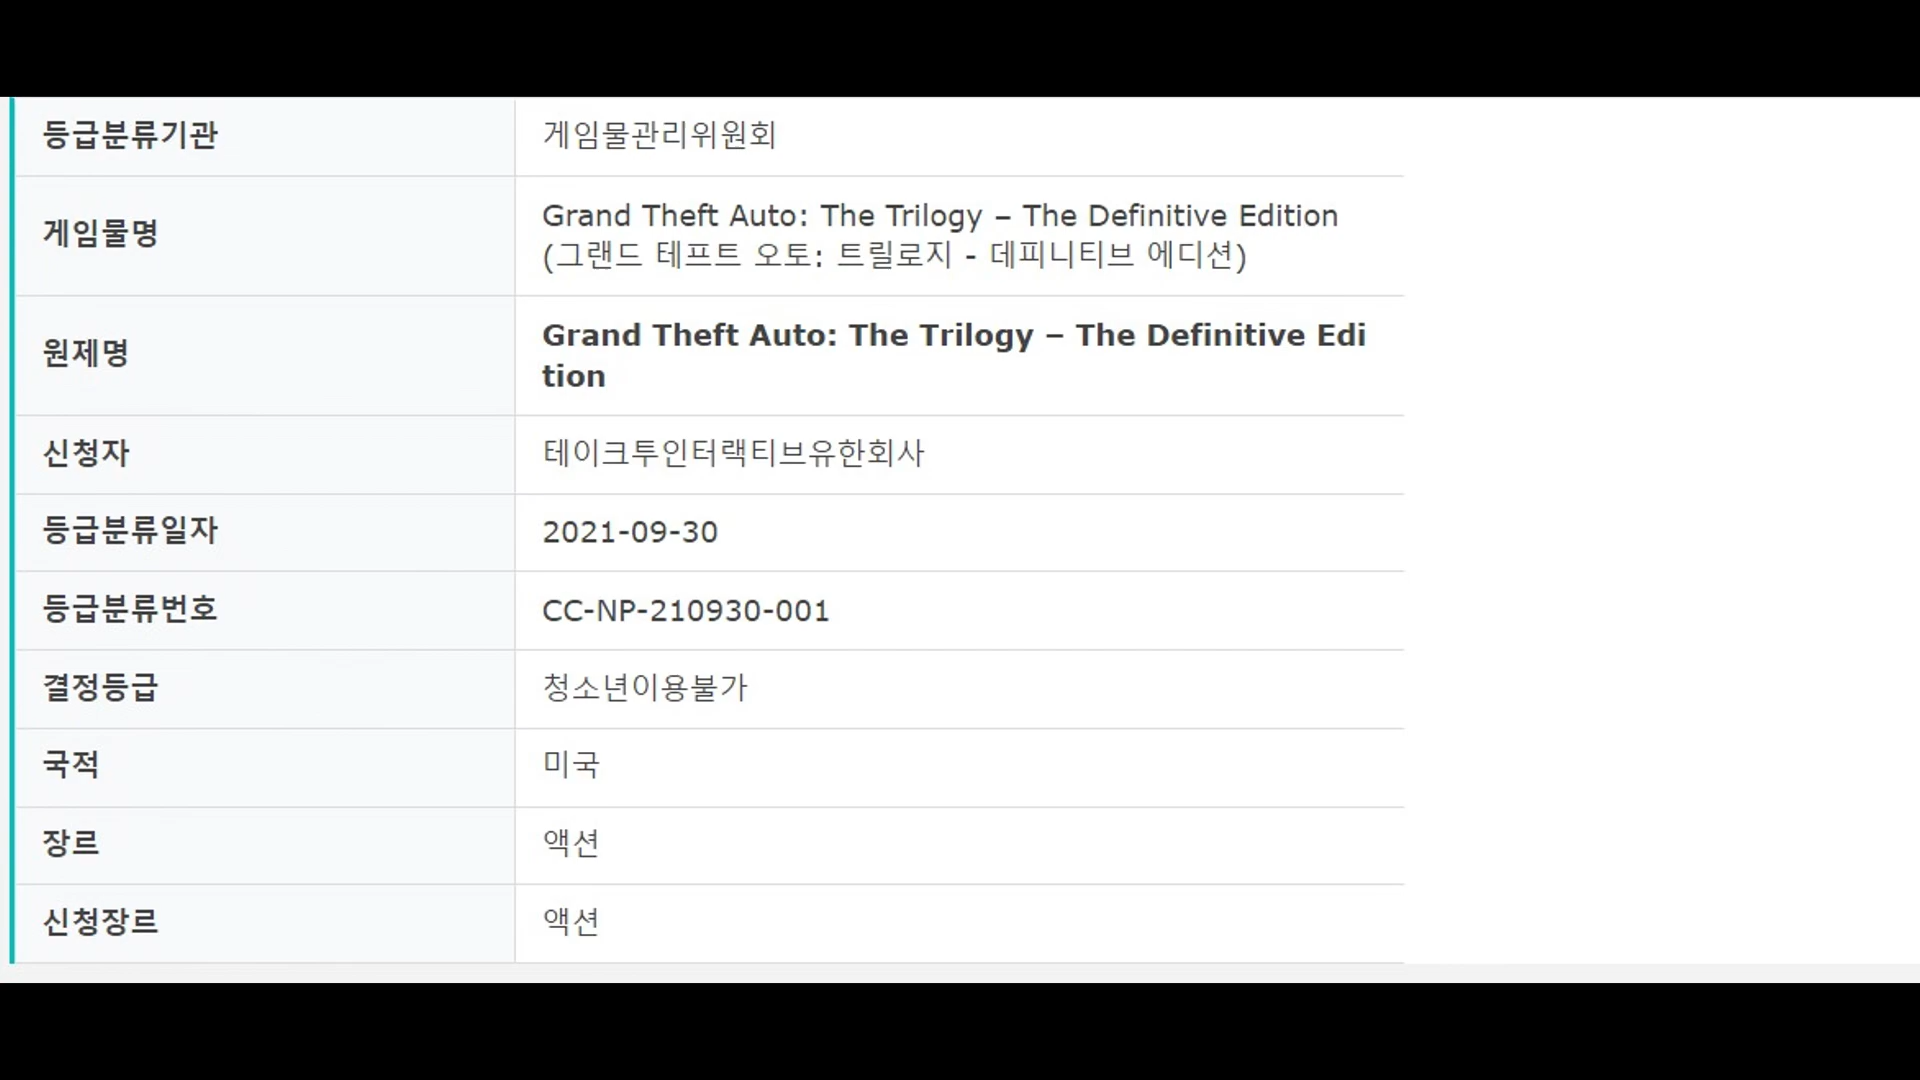 등급분류기관 게임물관리위원회
게임물명 Grand Theft Auto: The Trilogy – The Definitive Edition
(그랜드 테프트 오토: 트릴로지 - 데피니티브 에디션)
원제명 Grand Theft Auto: The Trilogy – The Definitive Edi
tion
신청자 테이크투인터랙티브유한회사
등급분류일자 2021-09-30
등급분류번호 CC-NP-210930-001
결정등급 청소년이용불가
국적 미국
장르 액션
신청장르 액션